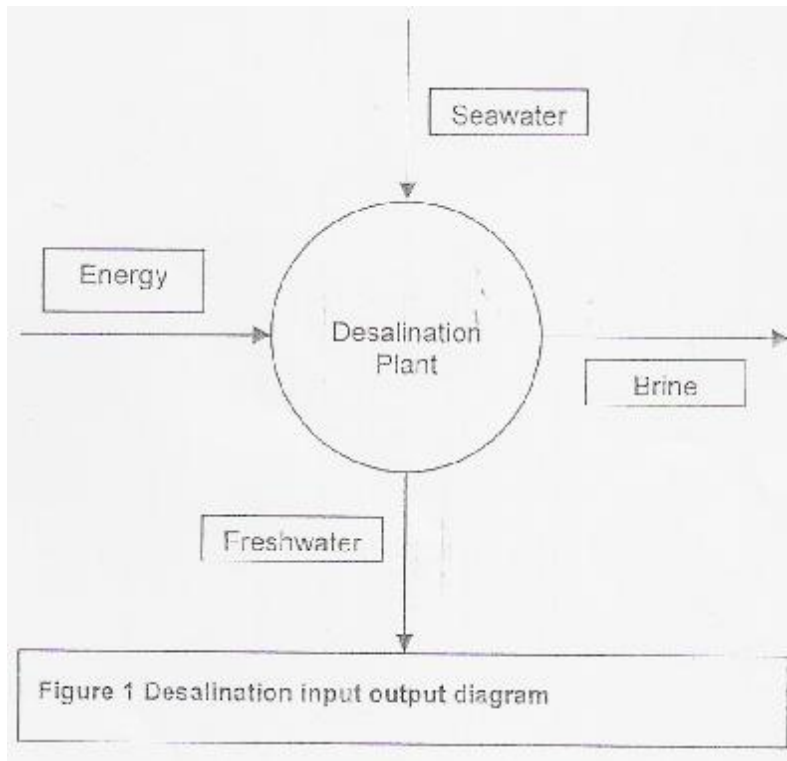 Seawater
Energy
Desalination
Plant
Brine
Freshwater
Figure 1 Desalination input output diagram